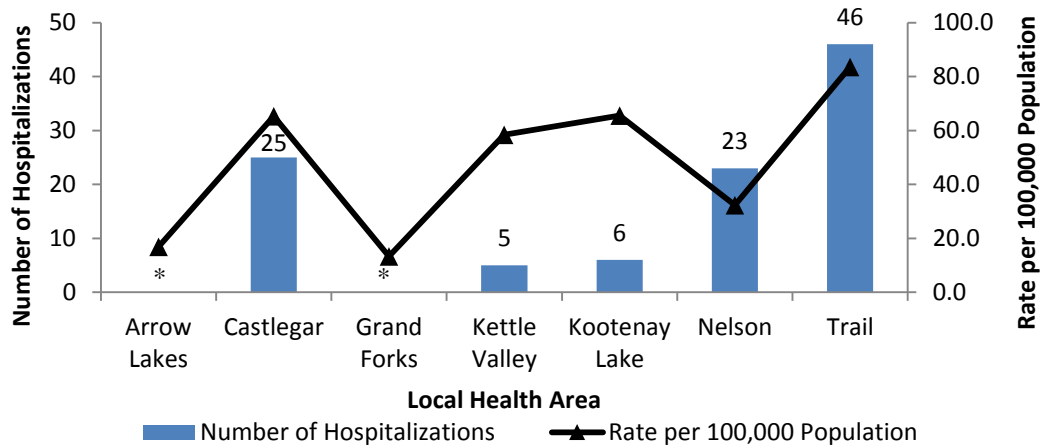 Number of Hospitalizations
50
40
30
20
10
0
100.0
80.0
60.0
40.0
20.0
0.0
Rate per 100,000 Population
*
25
*
5
6
23
46
Arrow Lakes
Castlegar
Grand Forks
Kettle Valley
Kootenay Lake
Nelson
Trail
Local Health Area
Number of Hospitalizations
Rate per 100,000 Population